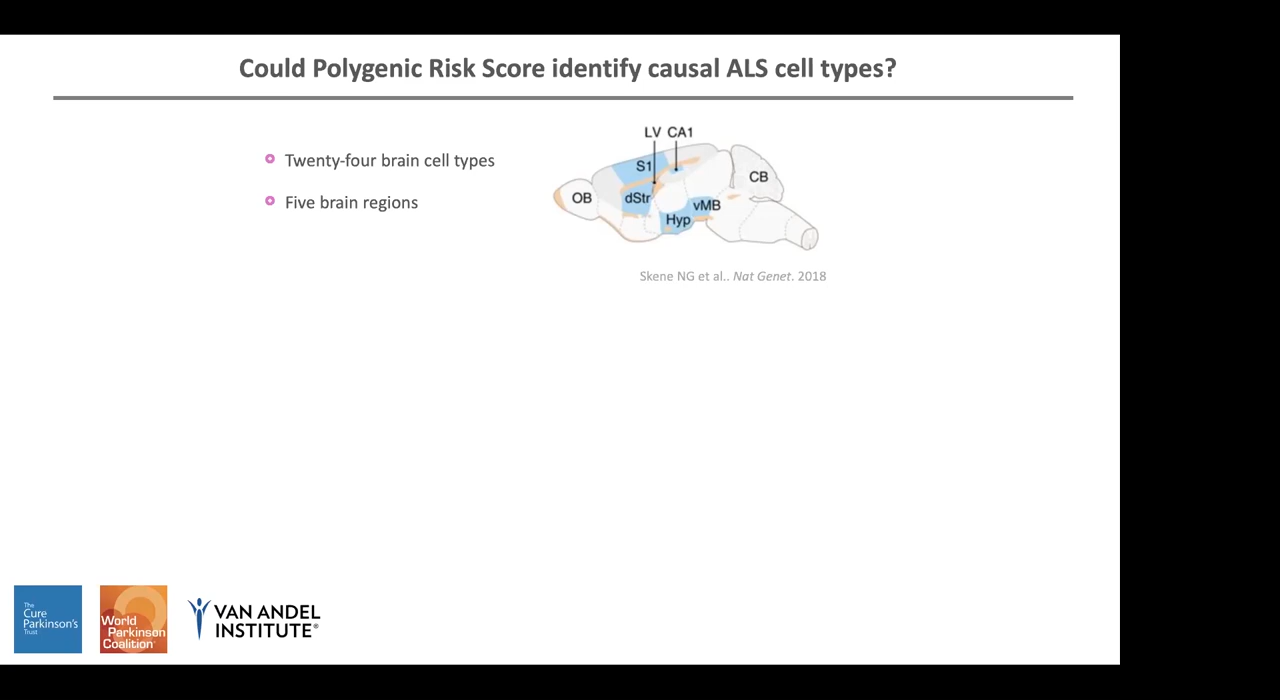 Could Polygenic Risk Score identify causal ALS cell types?
Twenty-four brain cell types
Five brain regions
LV CA1
S1
CB
OB
dStr
vMB
Hyp
Skene NG et al.. Nat Genet. 2018
The
Cure
Parkinson's
Trust
World
Parkinson
Coalition
VAN ANDEL
INSTITUTE®